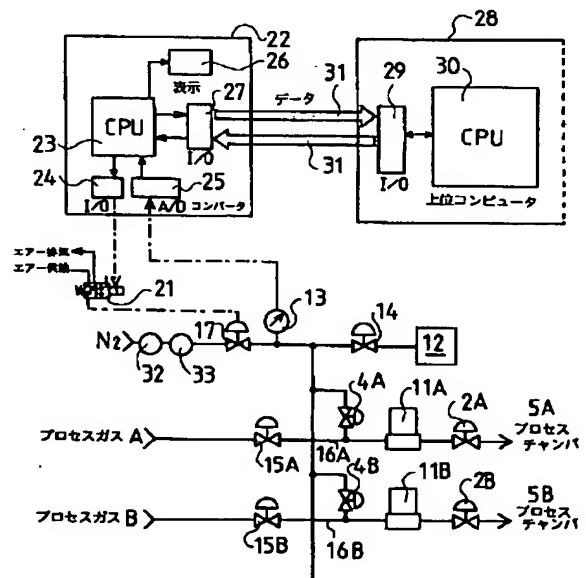 22
28
26
表示
27
データ
31
29
30
CPU
23
CPU
24
25
31
I/O
I/O
A/D コンバータ
I/O
上位コンピュータ
エアー排気
エアー供給
21
13
17
14
N2
32
33
12
4A
11A
2A
5A
プロセスガス A
プロセス
チャンバ
15A
16A
4B
11B
2B
5B
プロセスガス B
プロセス
チャンバ
15B
16B